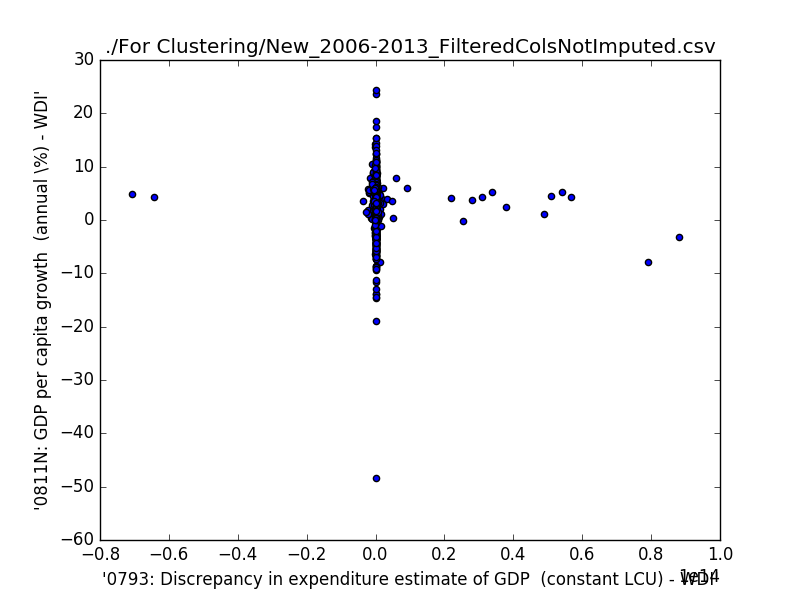 ./For Clustering/New_2006-2013_FilteredColsNotImputed.csv
30
20
10
0
−10
−20
−30
−40
−50
−60
'0811N: GDP per capita growth  (annual \%) - WDI'
−0.8 −0.6 −0.4 −0.2 0.0 0.2 0.4 0.6 0.8 1.0
1e14
'0793: Discrepancy in expenditure estimate of GDP  (constant LCU) - WDI'